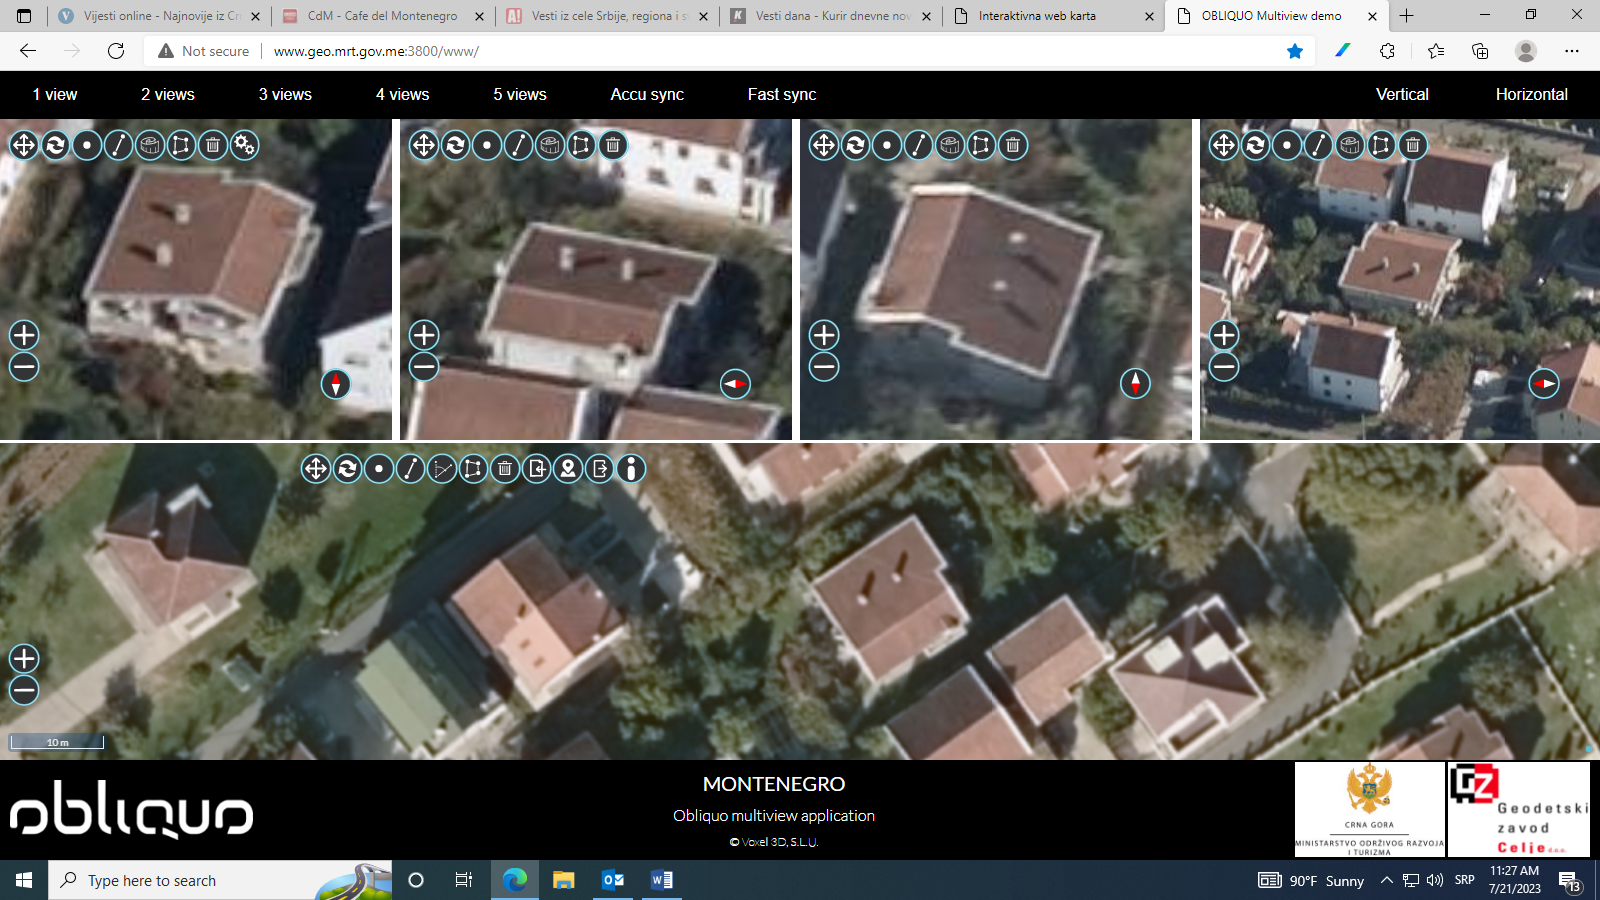 Vijesti online - Najnovije iz Cr
CdM - Cafe del Montenegro
Vesti iz cele Srbije, regiona i sv
Vesti dana - Kurir dnevne nov
Interaktivna web karta
OBLIQUO Multiview demo
Not secure
www.geo.mrt.gov.me:3800/www/
1 view
2 views
3 views
4 views
5 views
Accu sync
Fast sync
Vertical
Horizontal
10 m
obliquo
MONTENEGRO
Obliquo multiview application
© Voxel 3D, S.L.U.
CRNA GORA
MINISTARSTVO ODRŽIVOG RAZVOJA
I TURIZMA
GZ
Geodetski
zavod
Celje d.o.o.
Type here to search
90°F Sunny
SRP
11:27 AM
7/21/2023
13